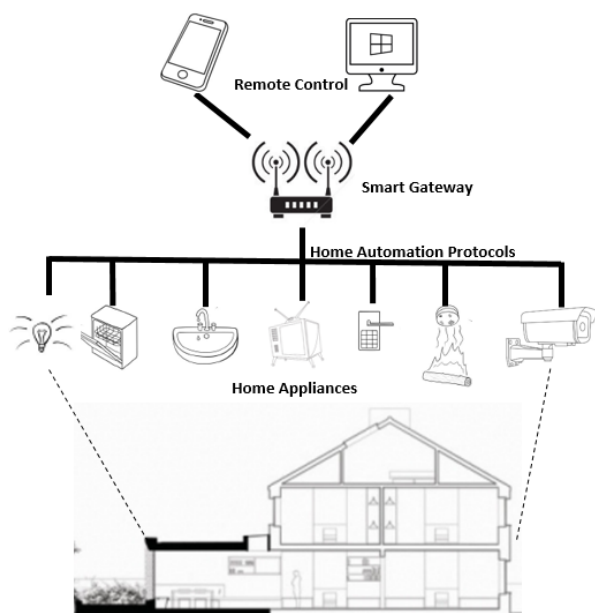 Remote Control
Smart Gateway
Home Automation Protocols
Home Appliances